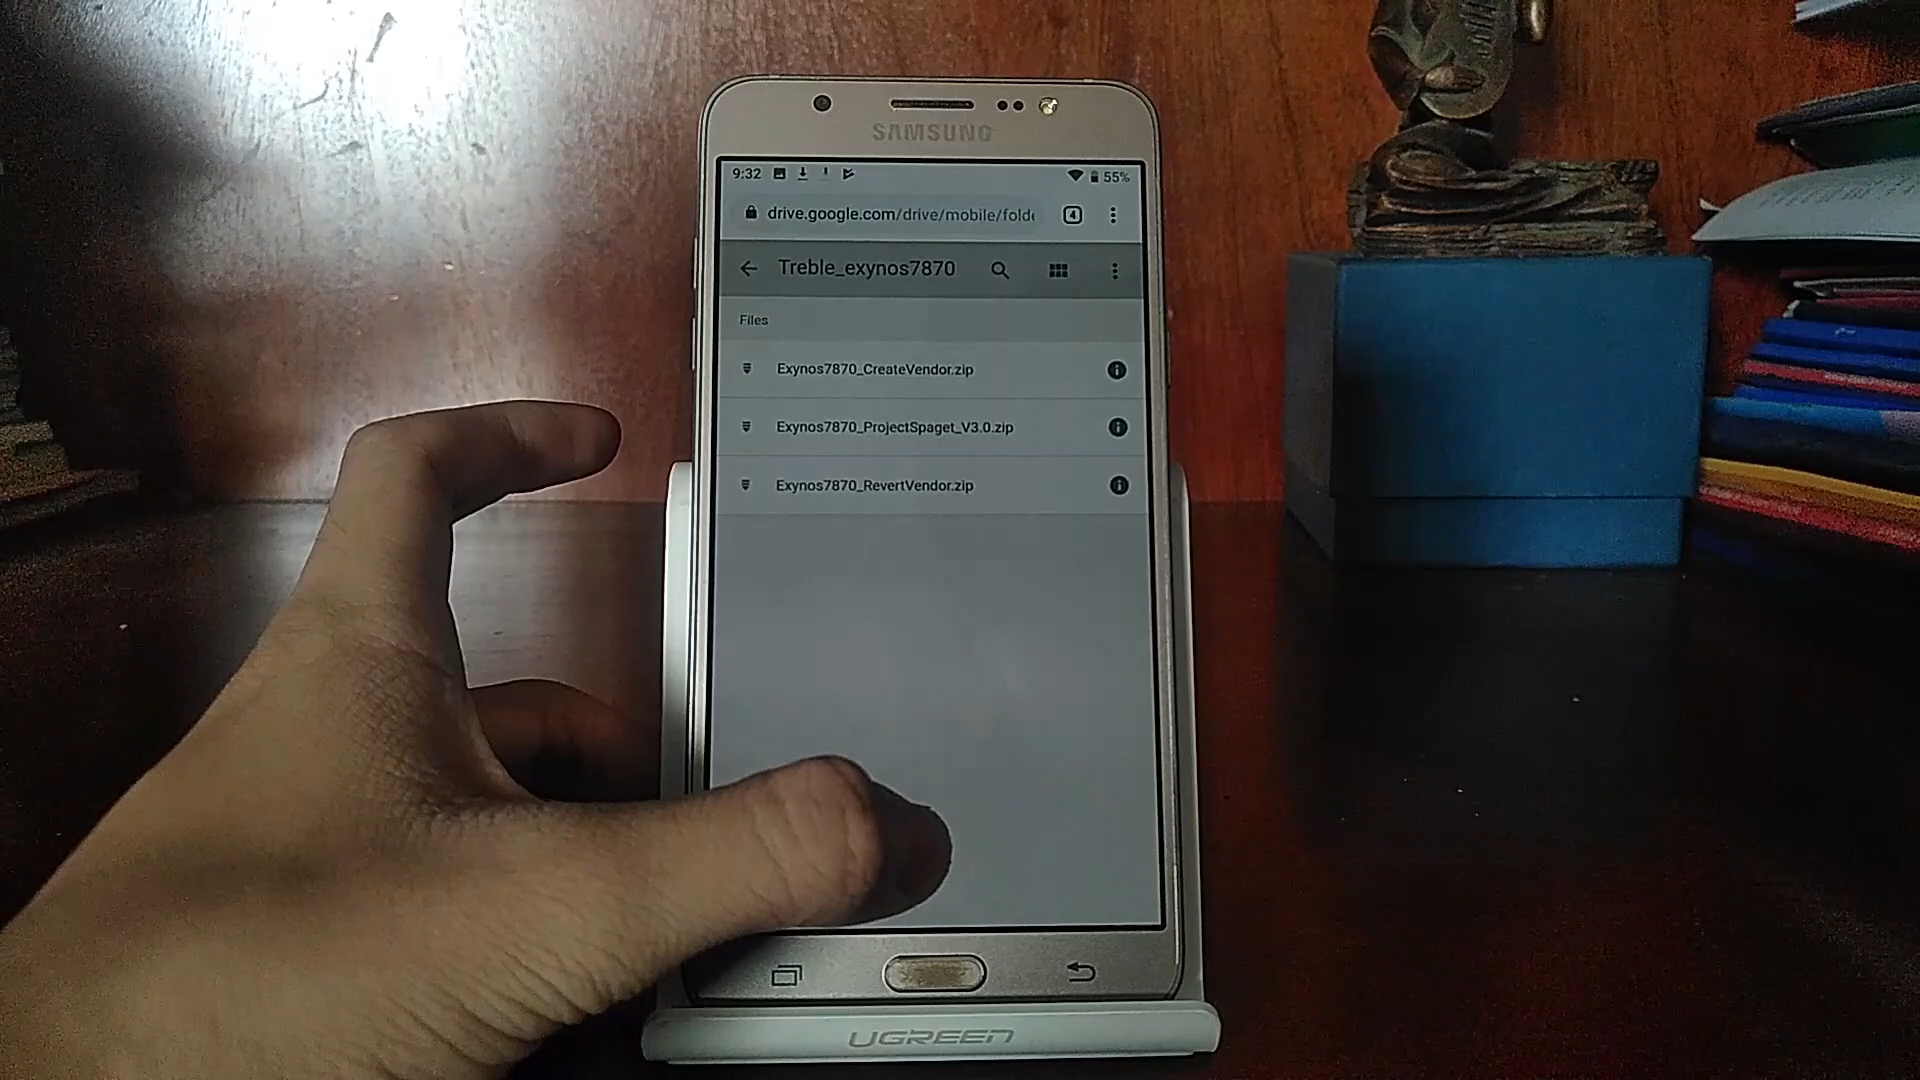 SAMSUNG
9:32 55%
drive.google.com/drive/mobile/folde 4
Treble_exynos7870
Files
Exynos7870_CreateVendor.zip
Exynos7870_ProjectSpaget_V3.0.zip
Exynos7870_RevertVendor.zip
UGREEN